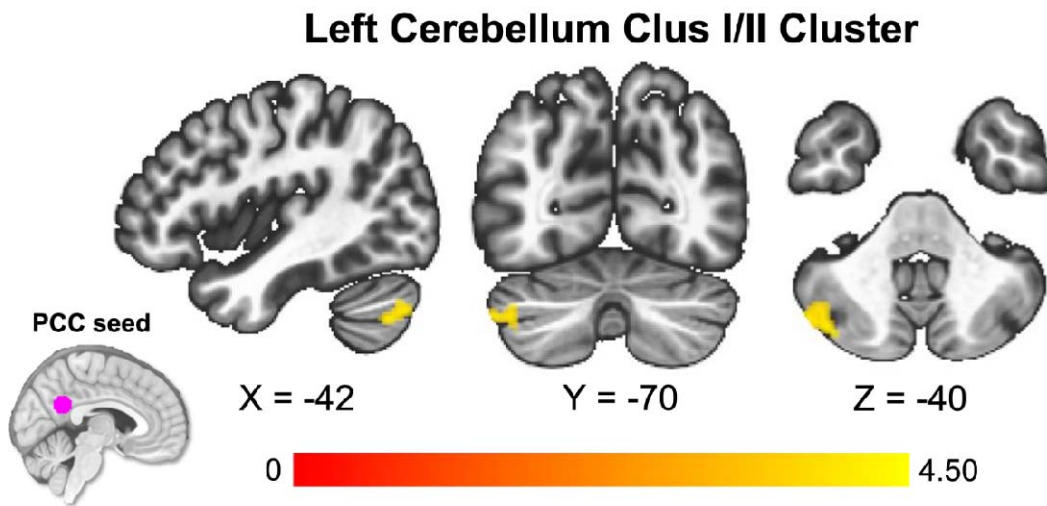 Left Cerebellum Clus I/II Cluster
PCC seed
X = -42
Y = -70
Z = -40
0
4.50